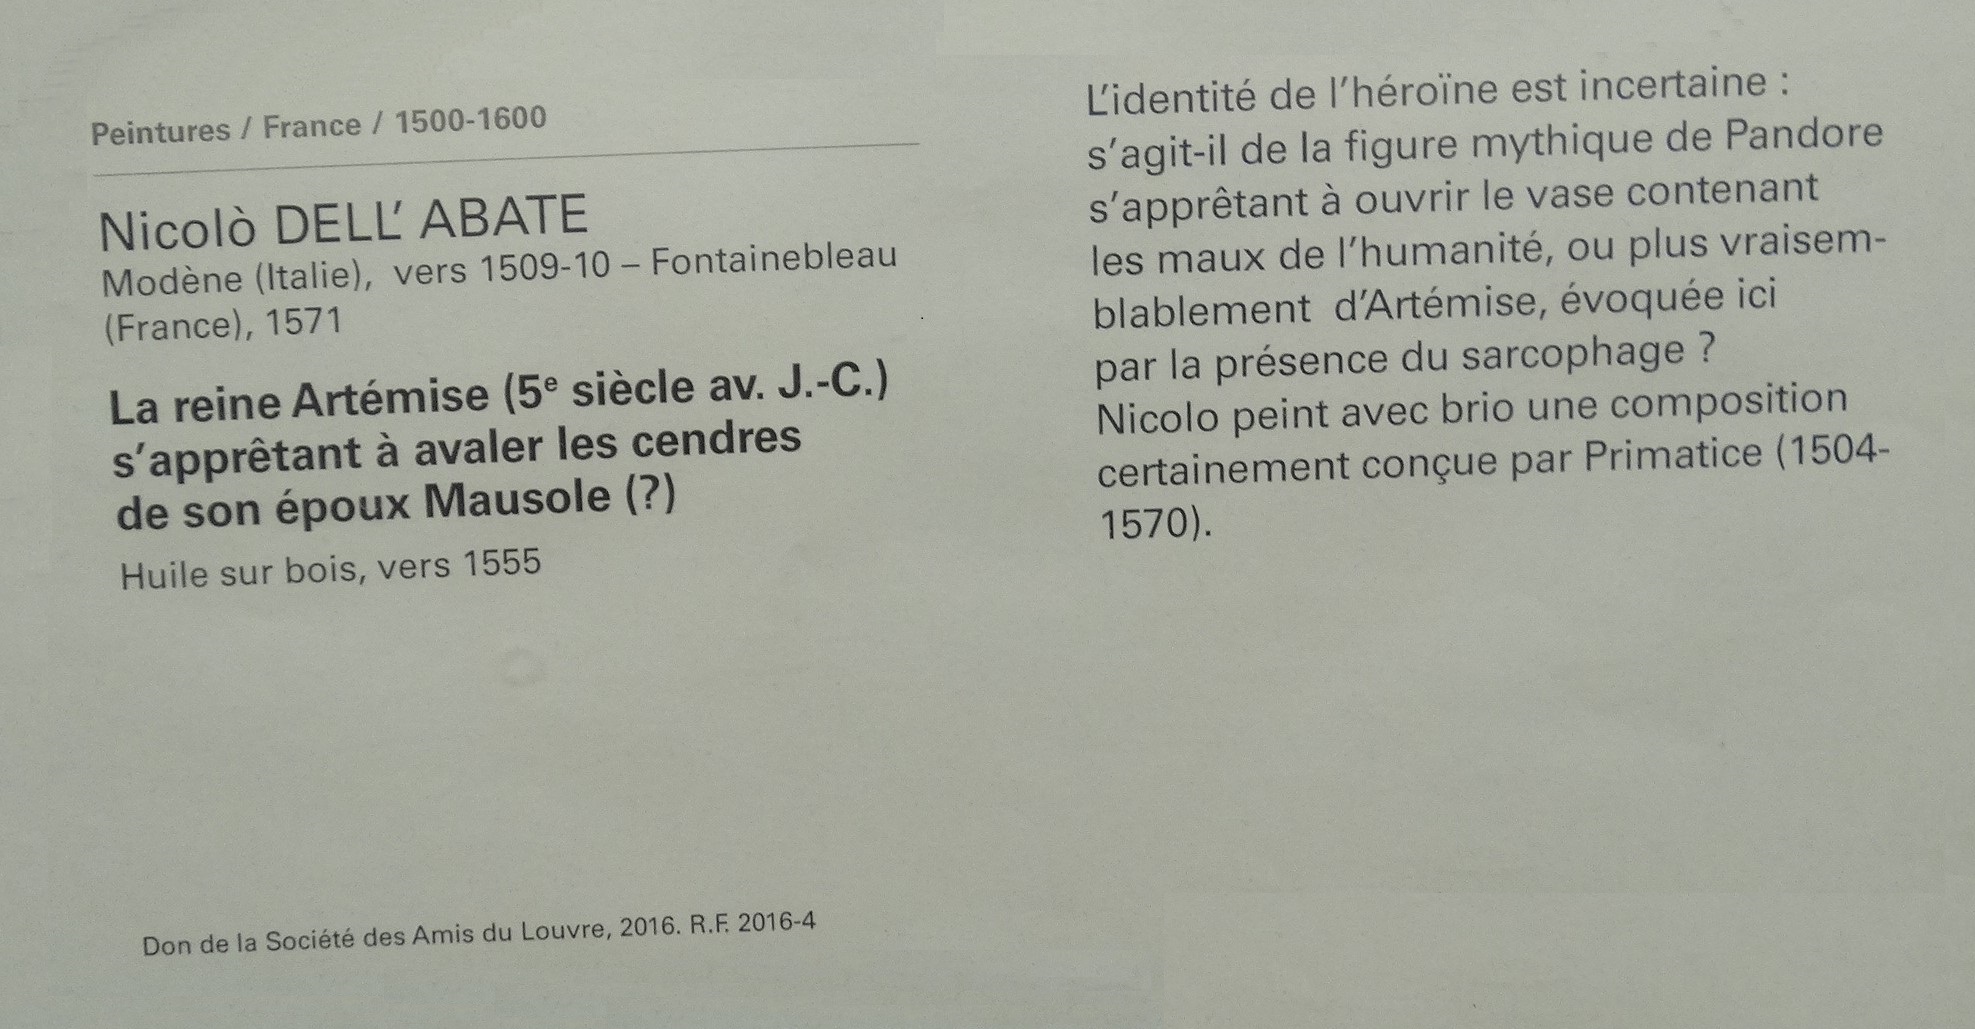 Peintures / France / 1500-1600
Nicolò DELL’ ABATE
Modène (Italie), vers 1509-10 – Fontainebleau
(France), 1571
La reine Artémise (5e siècle av. J.-C.)
s’apprêtant à avaler les cendres
de son époux Mausole (?)
Huile sur bois, vers 1555
Don de la Société des Amis du Louvre, 2016. R.F. 2016-4
L’identité de l’héroïne est incertaine :
s’agit-il de la figure mythique de Pandore
s’apprêtant à ouvrir le vase contenant
les maux de l’humanité, ou plus vraisem-
blablement d’Artémise, évoquée ici
par la présence du sarcophage ?
Nicolo peint avec brio une composition
certainement conçue par Primatice (1504-
1570).